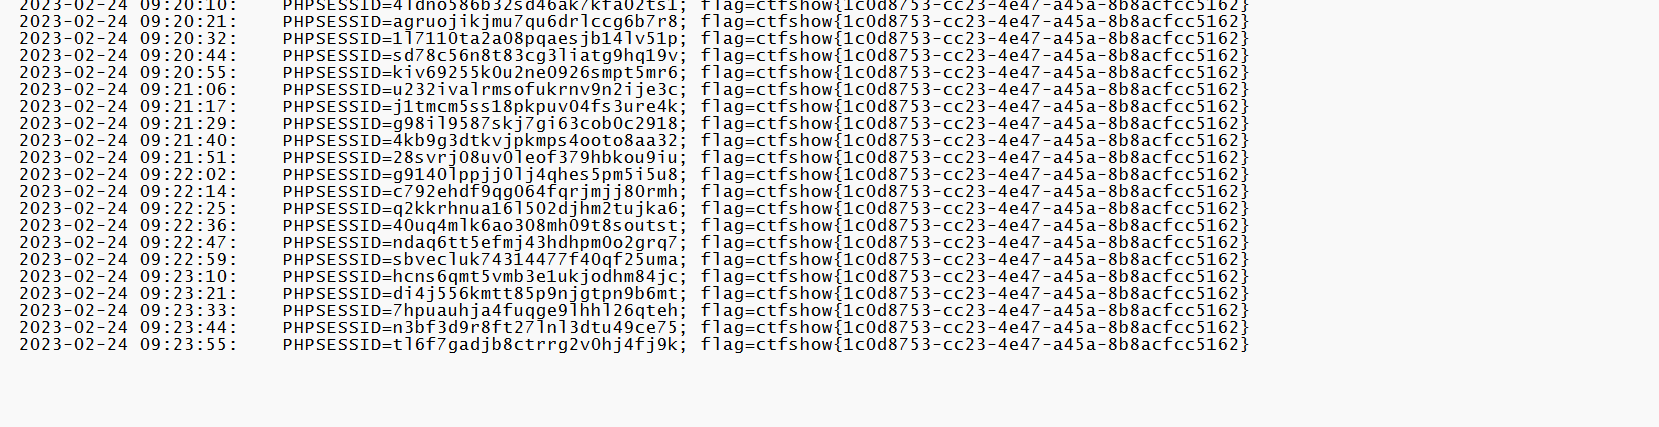 2023-02-24 09:20:10: PHPSESSID=4ldno586b32sd46ak7kfa02ts1; flag=ctfshow{1c0d8753-cc23-4e47-a45a-8b8acfcc5162}
2023-02-24 09:20:21: PHPSESSID=agruojikjmu7qu6drlccg6b7r8; flag=ctfshow{1c0d8753-cc23-4e47-a45a-8b8acfcc5162}
2023-02-24 09:20:32: PHPSESSID=1l7110ta2a08pqaesjb14lv51p; flag=ctfshow{1c0d8753-cc23-4e47-a45a-8b8acfcc5162}
2023-02-24 09:20:44: PHPSESSID=sd78c56n8t83cg3liatg9hq19v; flag=ctfshow{1c0d8753-cc23-4e47-a45a-8b8acfcc5162}
2023-02-24 09:20:55: PHPSESSID=kiv69255k0u2ne0926smpt5mr6; flag=ctfshow{1c0d8753-cc23-4e47-a45a-8b8acfcc5162}
2023-02-24 09:21:06: PHPSESSID=u232ivalrmsofukrnv9n2ije3c; flag=ctfshow{1c0d8753-cc23-4e47-a45a-8b8acfcc5162}
2023-02-24 09:21:17: PHPSESSID=j1tmcm5ss18pkpuv04fs3ure4k; flag=ctfshow{1c0d8753-cc23-4e47-a45a-8b8acfcc5162}
2023-02-24 09:21:29: PHPSESSID=g98il9587skj7gi63cob0c2918; flag=ctfshow{1c0d8753-cc23-4e47-a45a-8b8acfcc5162}
2023-02-24 09:21:40: PHPSESSID=4kb9g3dtkvjpkmps4ooto8aa32; flag=ctfshow{1c0d8753-cc23-4e47-a45a-8b8acfcc5162}
2023-02-24 09:21:51: PHPSESSID=28svrj08uv0leof379hbkou9iu; flag=ctfshow{1c0d8753-cc23-4e47-a45a-8b8acfcc5162}
2023-02-24 09:22:02: PHPSESSID=g9140lppjj0lj4qhes5pm5i5u8; flag=ctfshow{1c0d8753-cc23-4e47-a45a-8b8acfcc5162}
2023-02-24 09:22:14: PHPSESSID=c792ehdf9qg064fqrjmjj80rmh; flag=ctfshow{1c0d8753-cc23-4e47-a45a-8b8acfcc5162}
2023-02-24 09:22:25: PHPSESSID=q2kkrhnua16l502djhm2tujka6; flag=ctfshow{1c0d8753-cc23-4e47-a45a-8b8acfcc5162}
2023-02-24 09:22:36: PHPSESSID=40uq4mlk6ao308mh09t8soutst; flag=ctfshow{1c0d8753-cc23-4e47-a45a-8b8acfcc5162}
2023-02-24 09:22:47: PHPSESSID=ndaq6tt5efmj43hdhpm0o2grq7; flag=ctfshow{1c0d8753-cc23-4e47-a45a-8b8acfcc5162}
2023-02-24 09:22:59: PHPSESSID=sbvecluk74314477f40qf25uma; flag=ctfshow{1c0d8753-cc23-4e47-a45a-8b8acfcc5162}
2023-02-24 09:23:10: PHPSESSID=hcns6qmt5vmb3e1ukjodhm84jc; flag=ctfshow{1c0d8753-cc23-4e47-a45a-8b8acfcc5162}
2023-02-24 09:23:21: PHPSESSID=di4j556kmtt85p9njgtpn9b6mt; flag=ctfshow{1c0d8753-cc23-4e47-a45a-8b8acfcc5162}
2023-02-24 09:23:33: PHPSESSID=7hpuauhja4fuqge9lhhl26qteh; flag=ctfshow{1c0d8753-cc23-4e47-a45a-8b8acfcc5162}
2023-02-24 09:23:44: PHPSESSID=n3bf3d9r8ft27lnl3dtu49ce75; flag=ctfshow{1c0d8753-cc23-4e47-a45a-8b8acfcc5162}
2023-02-24 09:23:55: PHPSESSID=tl6f7gadjb8ctrrg2v0hj4fj9k; flag=ctfshow{1c0d8753-cc23-4e47-a45a-8b8acfcc5162}